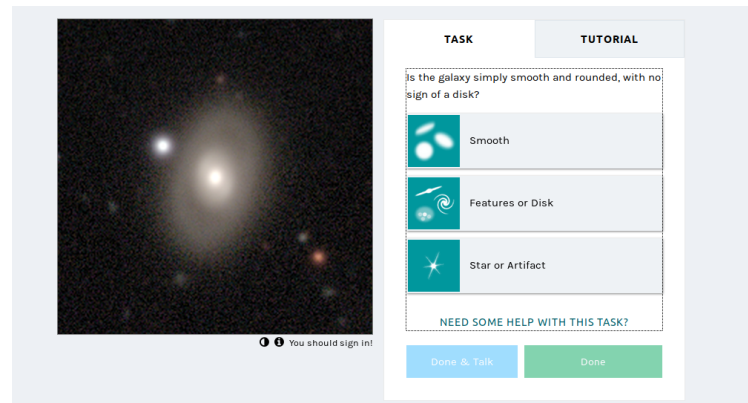 TASK
TUTORIAL
Is the galaxy simply smooth and rounded, with no
sign of a disk?
Smooth
Features or Disk
Star or Artifact
NEED SOME HELP WITH THIS TASK?
You should sign in!
Done & Talk
Done